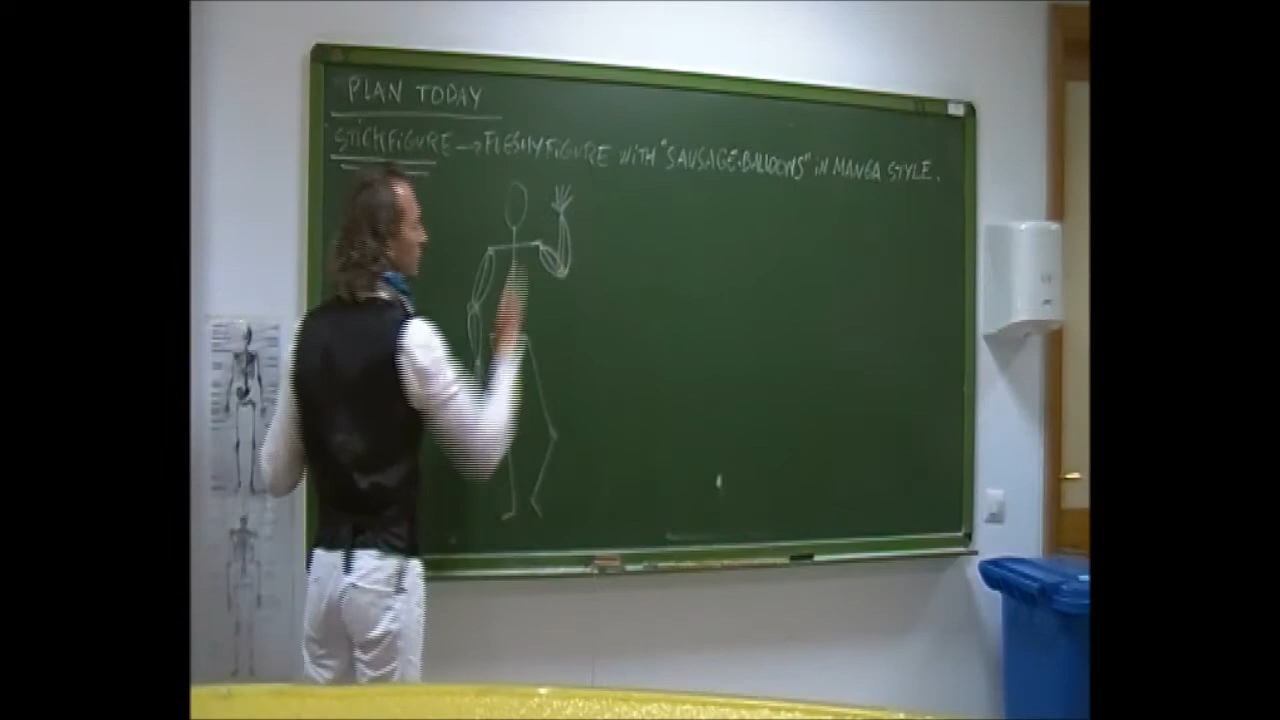 PLAN TODAY
STICKFIGURE → FLESHYFIGURE WITH "SAUSAGE-BALLOONS" IN MANGA STYLE.